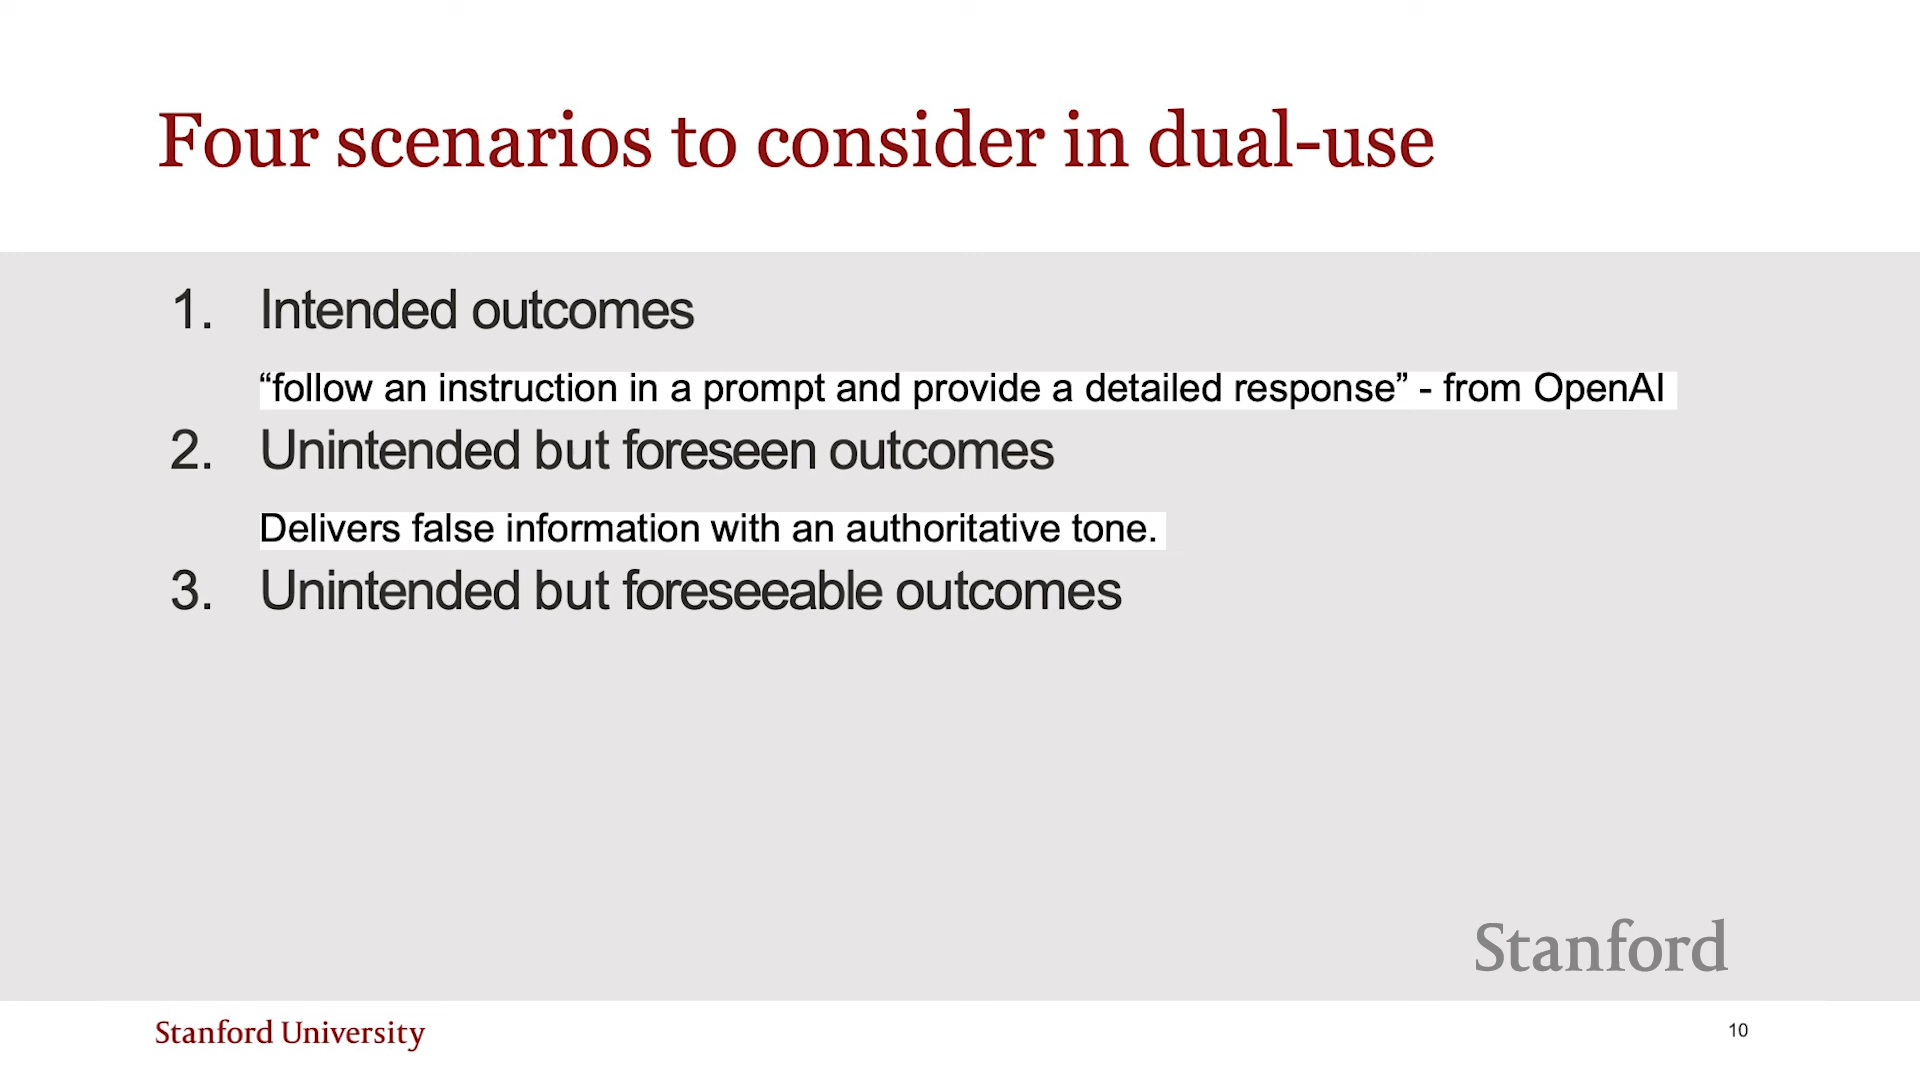 Four scenarios to consider in dual-use
1. Intended outcomes
“follow an instruction in a prompt and provide a detailed response” - from OpenAI
2. Unintended but foreseen outcomes
Delivers false information with an authoritative tone.
3. Unintended but foreseeable outcomes
Stanford
Stanford University
10